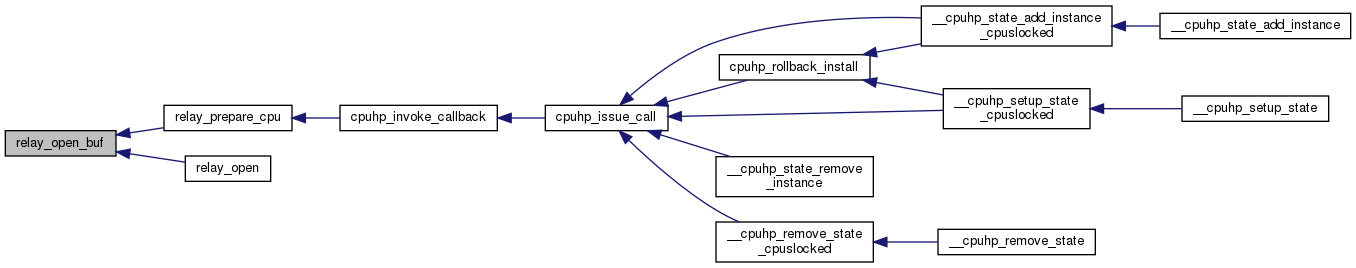 relay_open_buf
relay_prepare_cpu
relay_open
cpuhp_invoke_callback
cpuhp_issue_call
__cpuhp_state_add_instance
_cpuslocked
cpuhp_rollback_install
__cpuhp_setup_state
_cpuslocked
__cpuhp_state_remove
_instance
__cpuhp_remove_state
_cpuslocked
__cpuhp_state_add_instance
__cpuhp_setup_state
__cpuhp_remove_state